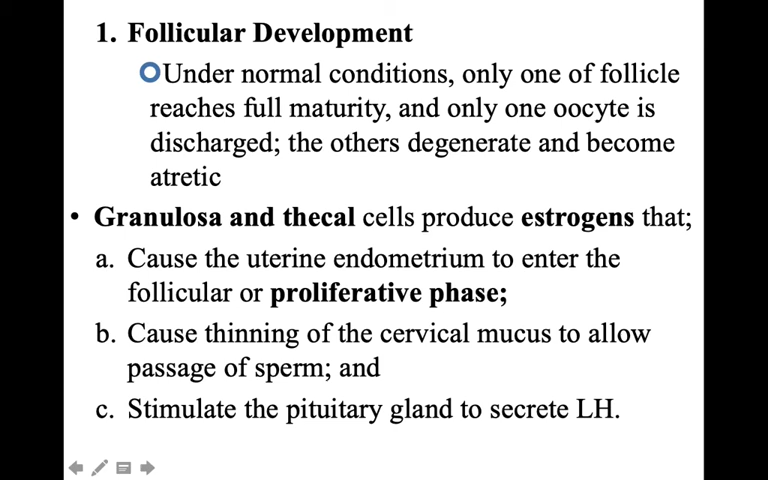 1. Follicular Development
Under normal conditions, only one of follicle
reaches full maturity, and only one oocyte is
discharged; the others degenerate and become
atretic
• Granulosa and thecal cells produce estrogens that;
a. Cause the uterine endometrium to enter the
follicular or proliferative phase;
b. Cause thinning of the cervical mucus to allow
passage of sperm; and
c. Stimulate the pituitary gland to secrete LH.